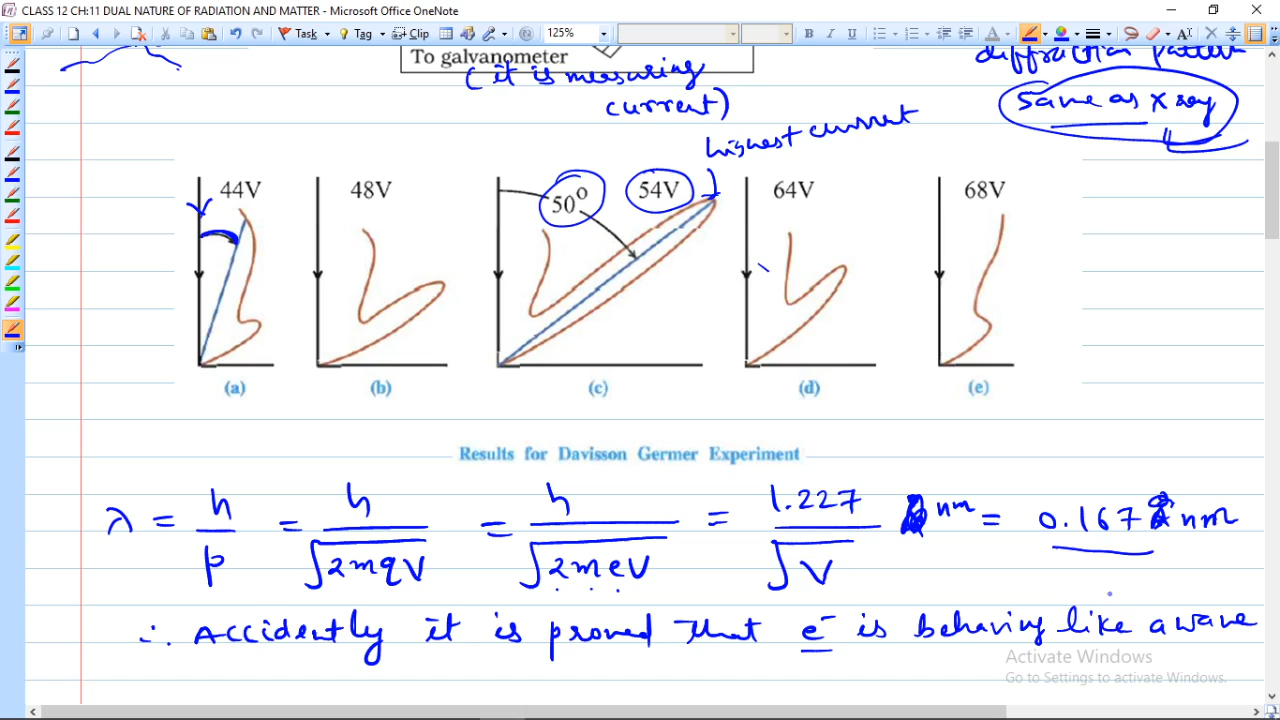 CLASS 12 CH:11 DUAL NATURE OF RADIATION AND MATTER - Microsoft Office OneNote
Task Tag Clip 125% B I U
To galvanometer
(it is measuring
current)
diffraction pattern
same as x ray
highest current
44V 48V 50° 54V 64V 68V
(a) (b) (c) (d) (e)
Results for Davisson Germer Experiment
λ = h/p = h/√2mqV = h/√2meV = 1.227/√V nm = 0.167 nm
∴ Accidently it is proved that e⁻ is behaving like a wave
Activate Windows
Go to Settings to activate Windows.